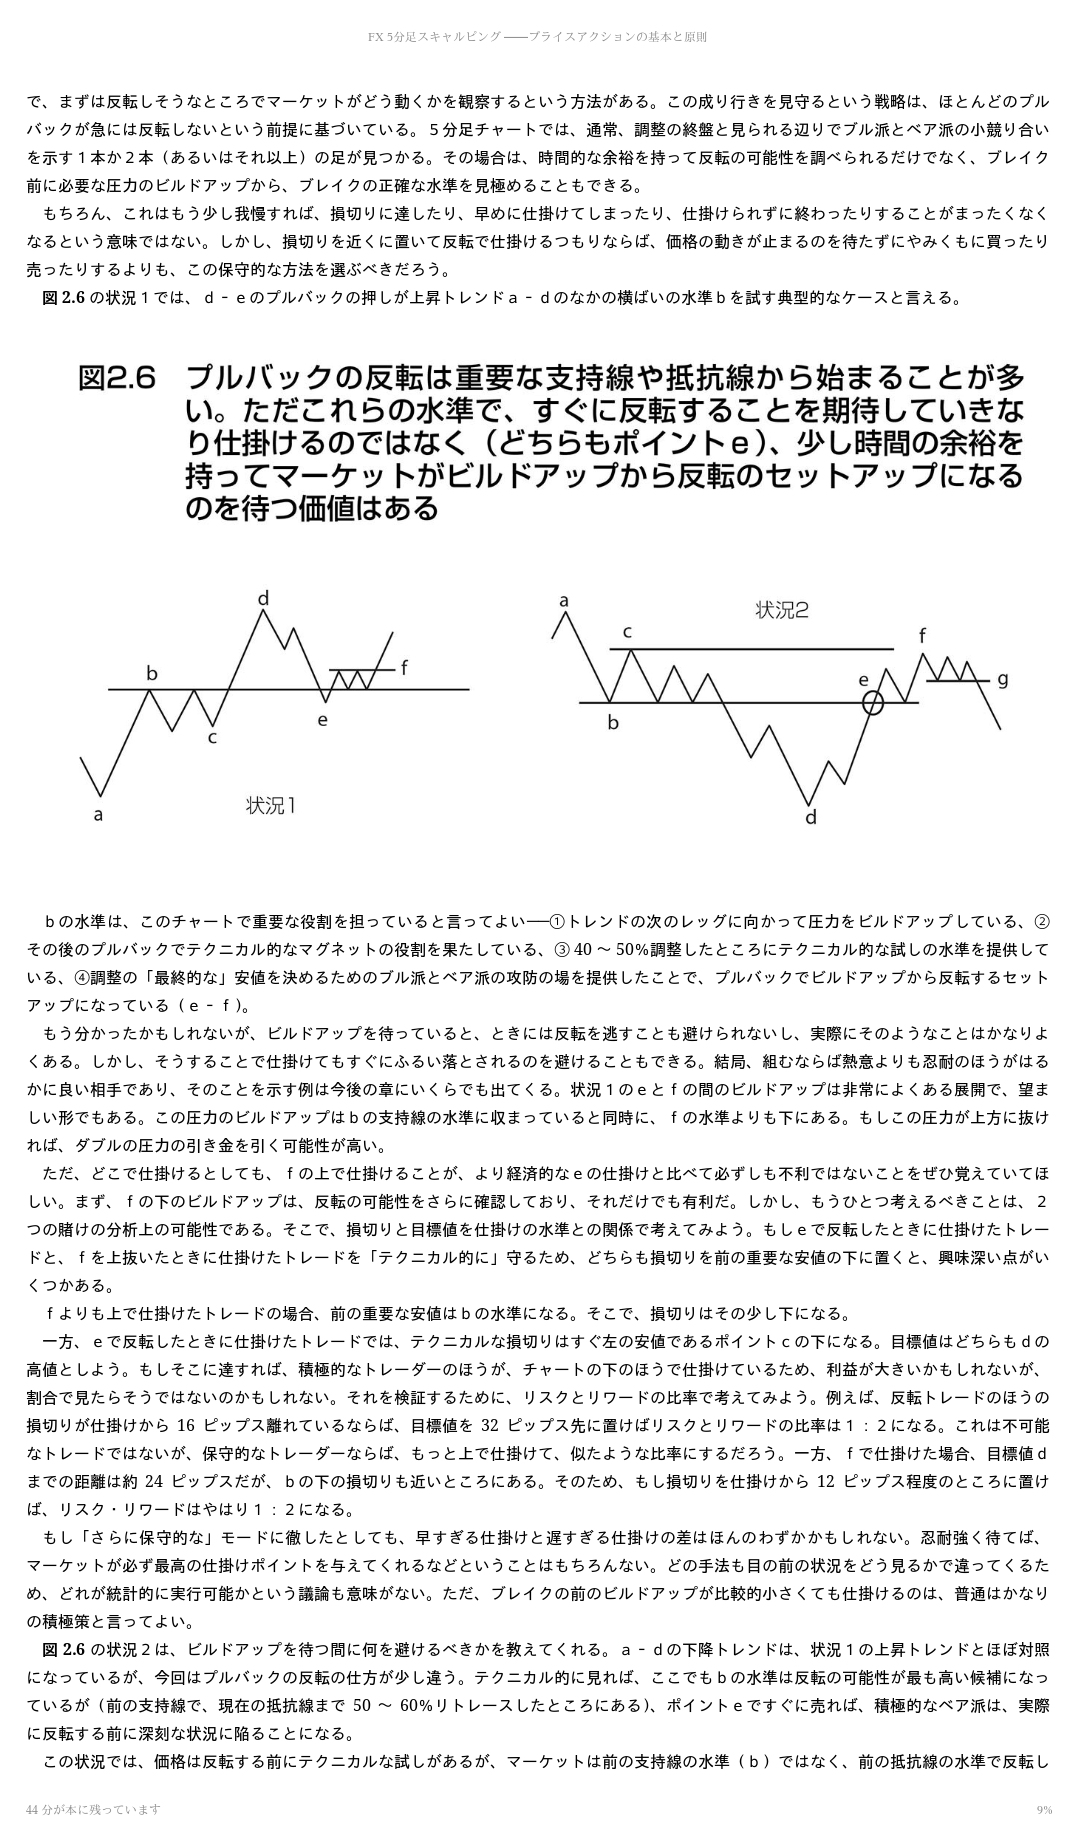 FX 5分足スキャルピング ――プライスアクションの基本と原則
で、まずは反転しそうなところでマーケットがどう動くかを観察するという方法がある。この成り行きを見守るという戦略は、ほとんどのプル
バックが急には反転しないという前提に基づいている。５分足チャートでは、通常、調整の終盤と見られる辺りでブル派とベア派の小競り合い
を示す１本か２本（あるいはそれ以上）の足が見つかる。その場合は、時間的な余裕を持って反転の可能性を調べられるだけでなく、ブレイク
前に必要な圧力のビルドアップから、ブレイクの正確な水準を見極めることもできる。
もちろん、これはもう少し我慢すれば、損切りに達したり、早めに仕掛けてしまったり、仕掛けられずに終わったりすることがまったくなく
なるという意味ではない。しかし、損切りを近くに置いて反転で仕掛けるつもりならば、価格の動きが止まるのを待たずにやみくもに買ったり
売ったりするよりも、この保守的な方法を選ぶべきだろう。
図 2.6 の状況１では、ｄ‐ｅのプルバックの押しが上昇トレンドａ‐ｄのなかの横ばいの水準ｂを試す典型的なケースと言える。
図2.6　プルバックの反転は重要な支持線や抵抗線から始まることが多
い。ただこれらの水準で、すぐに反転することを期待していきな
り仕掛けるのではなく（どちらもポイントｅ）、少し時間の余裕を
持ってマーケットがビルドアップから反転のセットアップになる
のを待つ価値はある
d
b
f
e
c
a
状況1
a
c
状況2
f
e
g
b
d
ｂの水準は、このチャートで重要な役割を担っていると言ってよい──①トレンドの次のレッグに向かって圧力をビルドアップしている、②
その後のプルバックでテクニカル的なマグネットの役割を果たしている、③ 40 ～ 50%調整したところにテクニカル的な試しの水準を提供して
いる、④調整の「最終的な」安値を決めるためのブル派とベア派の攻防の場を提供したことで、プルバックでビルドアップから反転するセット
アップになっている（ｅ‐ｆ）。
もう分かったかもしれないが、ビルドアップを待っていると、ときには反転を逃すことも避けられないし、実際にそのようなことはかなりよ
くある。しかし、そうすることで仕掛けてもすぐにふるい落とされるのを避けることもできる。結局、組むならば熱意よりも忍耐のほうがはる
かに良い相手であり、そのことを示す例は今後の章にいくらでも出てくる。状況１のｅとｆの間のビルドアップは非常によくある展開で、望ま
しい形でもある。この圧力のビルドアップはｂの支持線の水準に収まっていると同時に、ｆの水準よりも下にある。もしこの圧力が上方に抜け
れば、ダブルの圧力の引き金を引く可能性が高い。
ただ、どこで仕掛けるとしても、ｆの上で仕掛けることが、より経済的なｅの仕掛けと比べて必ずしも不利ではないことをぜひ覚えていてほ
しい。まず、ｆの下のビルドアップは、反転の可能性をさらに確認しており、それだけでも有利だ。しかし、もうひとつ考えるべきことは、２
つの賭けの分析上の可能性である。そこで、損切りと目標値を仕掛けの水準との関係で考えてみよう。もしｅで反転したときに仕掛けたトレー
ドと、ｆを上抜いたときに仕掛けたトレードを「テクニカル的に」守るため、どちらも損切りを前の重要な安値の下に置くと、興味深い点がい
くつかある。
ｆよりも上で仕掛けたトレードの場合、前の重要な安値はｂの水準になる。そこで、損切りはその少し下になる。
一方、ｅで反転したときに仕掛けたトレードでは、テクニカルな損切りはすぐ左の安値であるポイントｃの下になる。目標値はどちらもｄの
高値としよう。もしそこに達すれば、積極的なトレーダーのほうが、チャートの下のほうで仕掛けているため、利益が大きいかもしれないが、
割合で見たらそうではないのかもしれない。それを検証するために、リスクとリワードの比率で考えてみよう。例えば、反転トレードのほうの
損切りが仕掛けから 16 ピップス離れているならば、目標値を 32 ピップス先に置けばリスクとリワードの比率は１：２になる。これは不可能
なトレードではないが、保守的なトレーダーならば、もっと上で仕掛けて、似たような比率にするだろう。一方、ｆで仕掛けた場合、目標値ｄ
までの距離は約 24 ピップスだが、ｂの下の損切りも近いところにある。そのため、もし損切りを仕掛けから 12 ピップス程度のところに置け
ば、リスク・リワードはやはり１：２になる。
もし「さらに保守的な」モードに徹したとしても、早すぎる仕掛けと遅すぎる仕掛けの差はほんのわずかかもしれない。忍耐強く待てば、
マーケットが必ず最高の仕掛けポイントを与えてくれるなどということはもちろんない。どの手法も目の前の状況をどう見るかで違ってくるた
め、どれが統計的に実行可能かという議論も意味がない。ただ、ブレイクの前のビルドアップが比較的小さくても仕掛けるのは、普通はかなり
の積極策と言ってよい。
図 2.6 の状況２は、ビルドアップを待つ間に何を避けるべきかを教えてくれる。ａ‐ｄの下降トレンドは、状況１の上昇トレンドとほぼ対照
になっているが、今回はプルバックの反転の仕方が少し違う。テクニカル的に見れば、ここでもｂの水準は反転の可能性が最も高い候補になっ
ているが（前の支持線で、現在の抵抗線まで 50 ～ 60%リトレースしたところにある）、ポイントｅですぐに売れば、積極的なベア派は、実際
に反転する前に深刻な状況に陥ることになる。
この状況では、価格は反転する前にテクニカルな試しがあるが、マーケットは前の支持線の水準（ｂ）ではなく、前の抵抗線の水準で反転し
44 分が本に残っています
9%